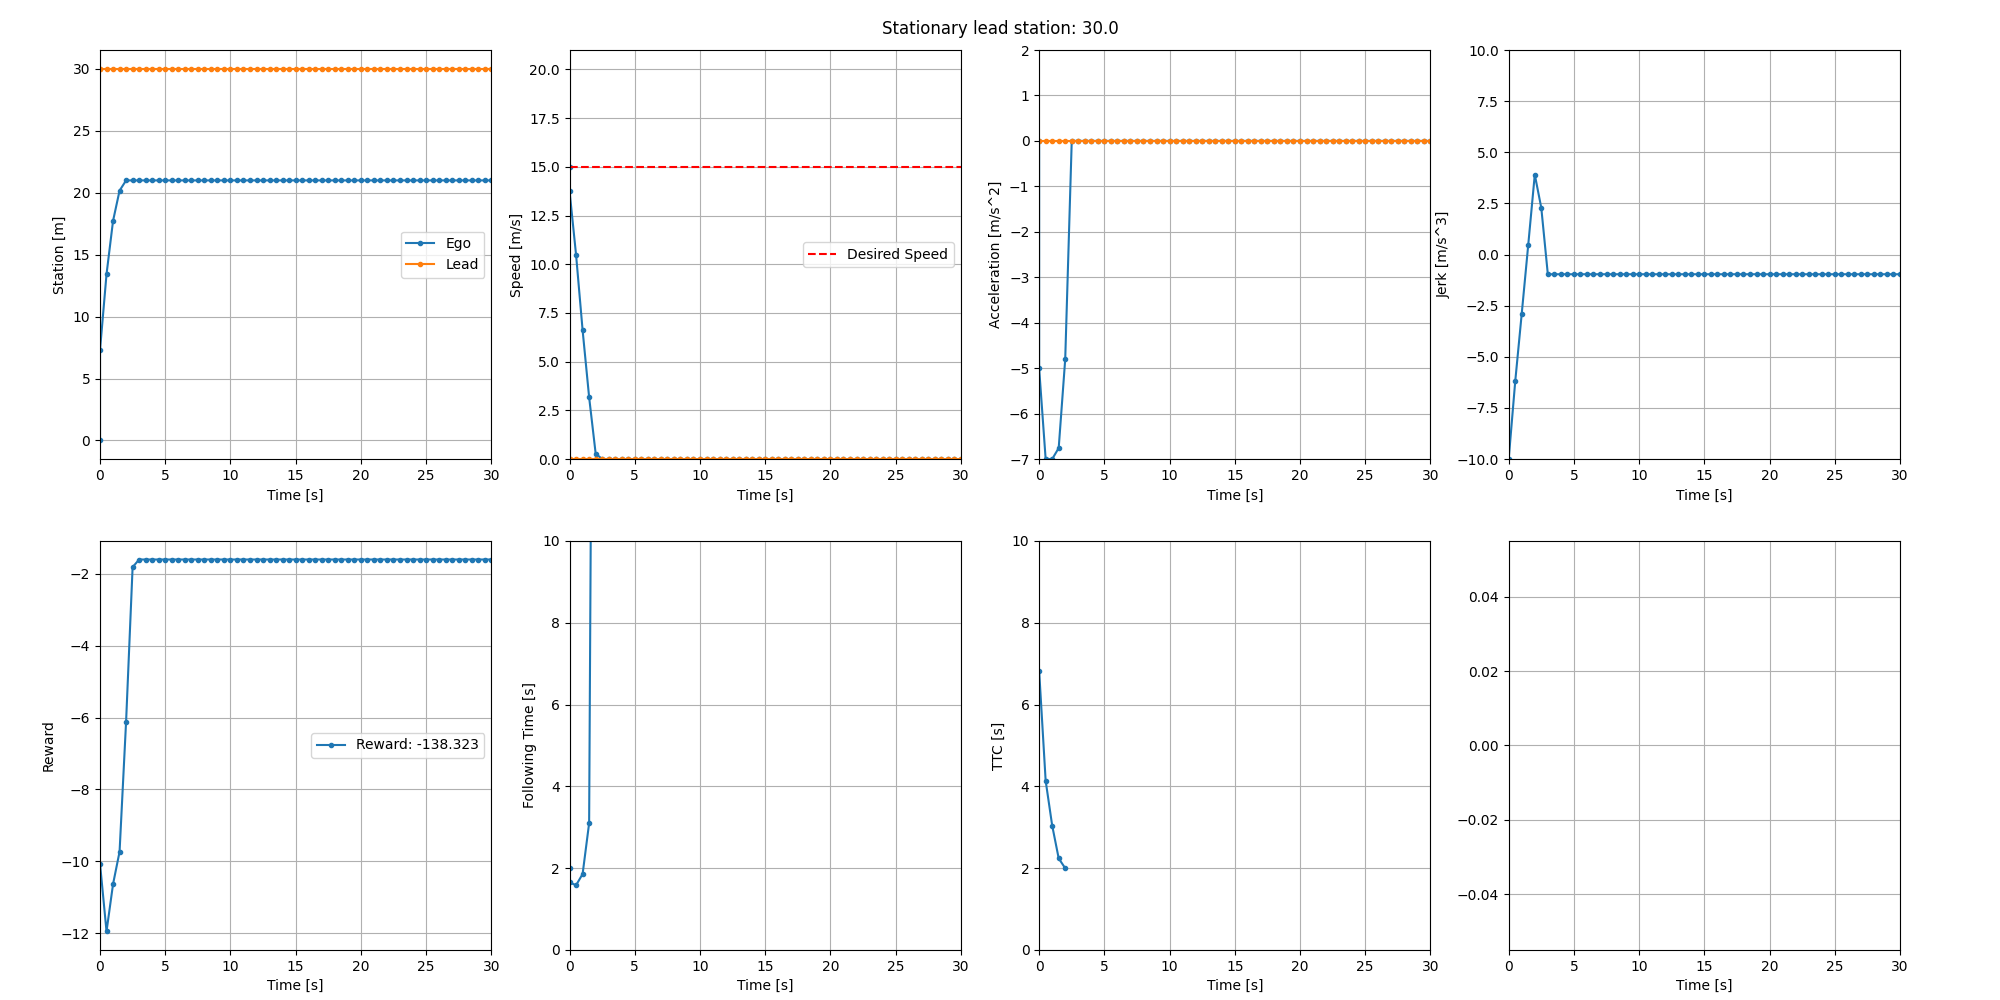 Stationary lead station: 30.0
30
25
20
15
10
5
0
Station [m]
0 5 10 15 20 25 30
Time [s]
Ego
Lead
20.0
17.5
15.0
12.5
10.0
7.5
5.0
2.5
0.0
Speed [m/s]
0 5 10 15 20 25 30
Time [s]
Desired Speed
2
1
0
−1
−2
−3
−4
−5
−6
−7
Acceleration [m/s^2]
0 5 10 15 20 25 30
Time [s]
10.0
7.5
5.0
2.5
0.0
−2.5
−5.0
−7.5
−10.0
Jerk [m/s^3]
0 5 10 15 20 25 30
Time [s]
−2
−4
−6
−8
−10
−12
Reward
0 5 10 15 20 25 30
Time [s]
Reward: -138.323
10
8
6
4
2
0
Following Time [s]
0 5 10 15 20 25 30
Time [s]
10
8
6
4
2
0
TTC [s]
0 5 10 15 20 25 30
Time [s]
0.04
0.02
0.00
−0.02
−0.04
0 5 10 15 20 25 30
Time [s]